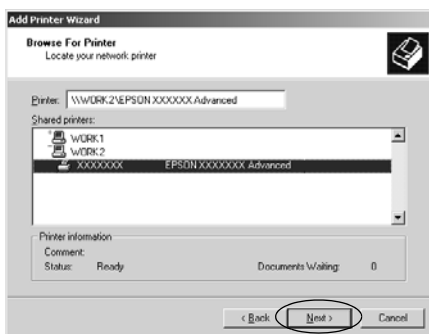 Add Printer Wizard
Browse For Printer
Locate your network printer
Printer: \\WORK2\EPSON XXXXXX Advanced
Shared printers:
WORK1
WORK2
XXXXXXX EPSON XXXXXXX Advanced
Printer information
Comment:
Status: Ready Documents Waiting: 0
< Back Next > Cancel